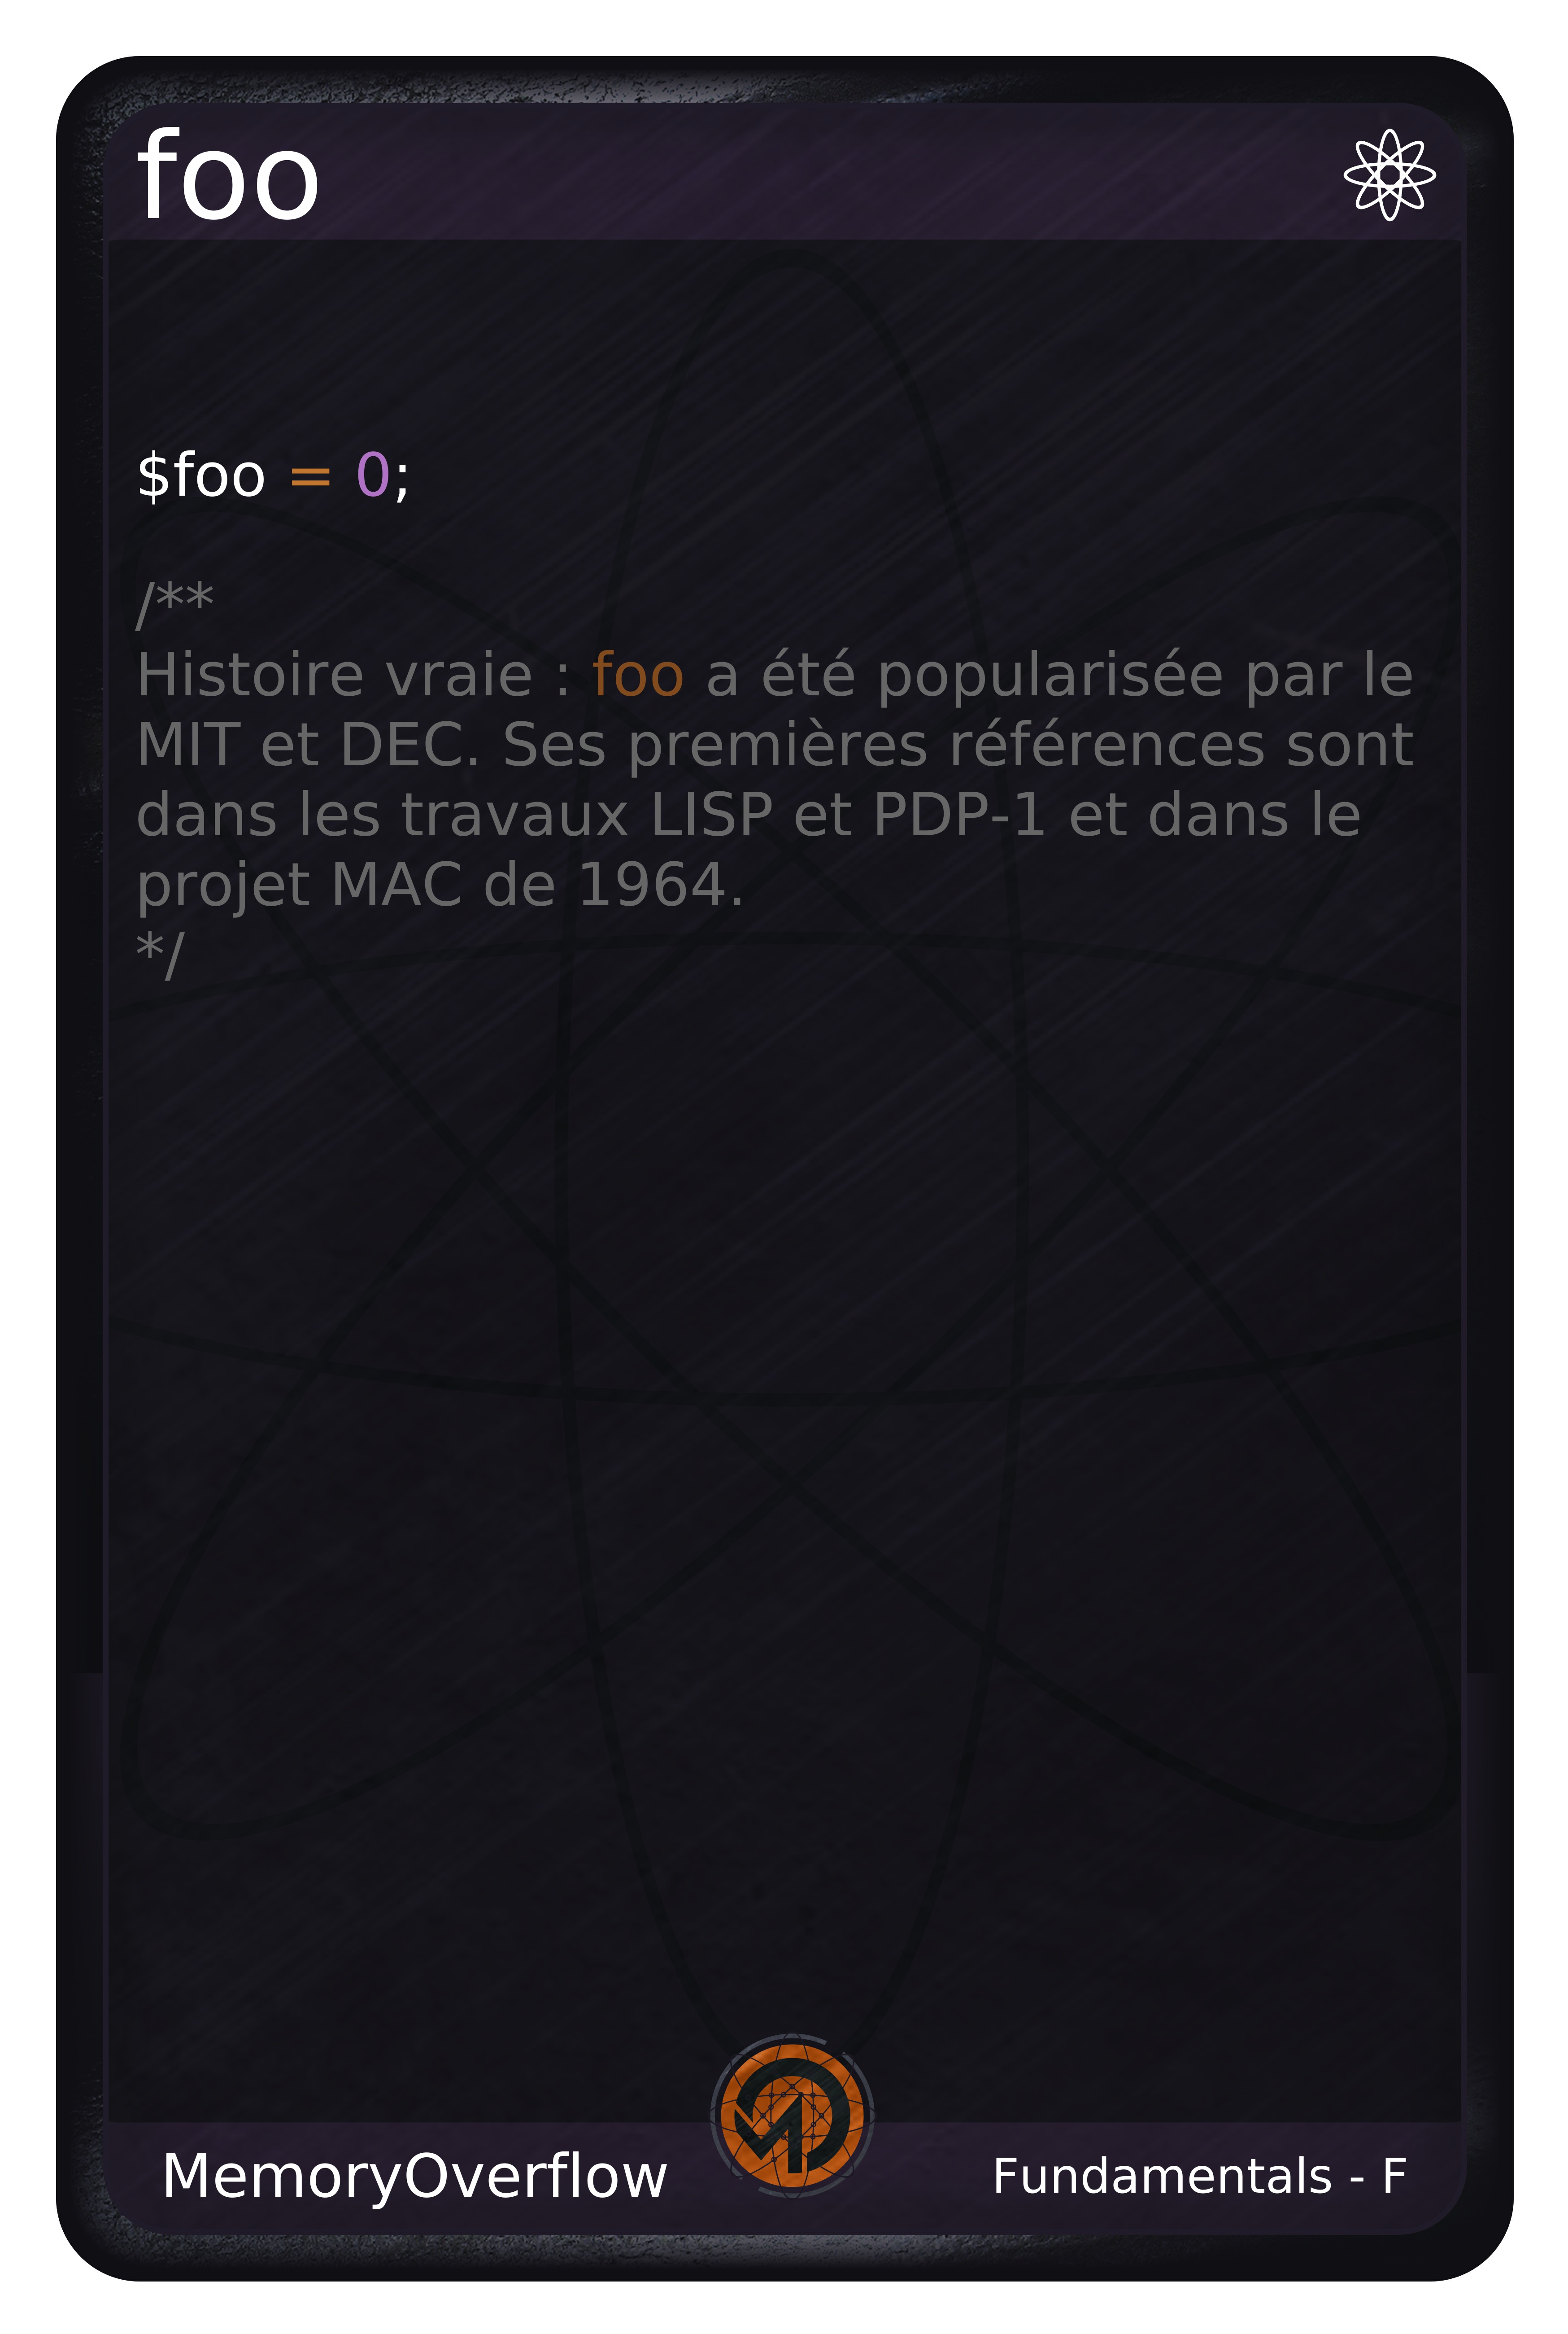 foo
$foo = 0;
/**
Histoire vraie : foo a été popularisée par le
MIT et DEC. Ses premières références sont
dans les travaux LISP et PDP-1 et dans le
projet MAC de 1964.
*/
MemoryOverflow
Fundamentals - F